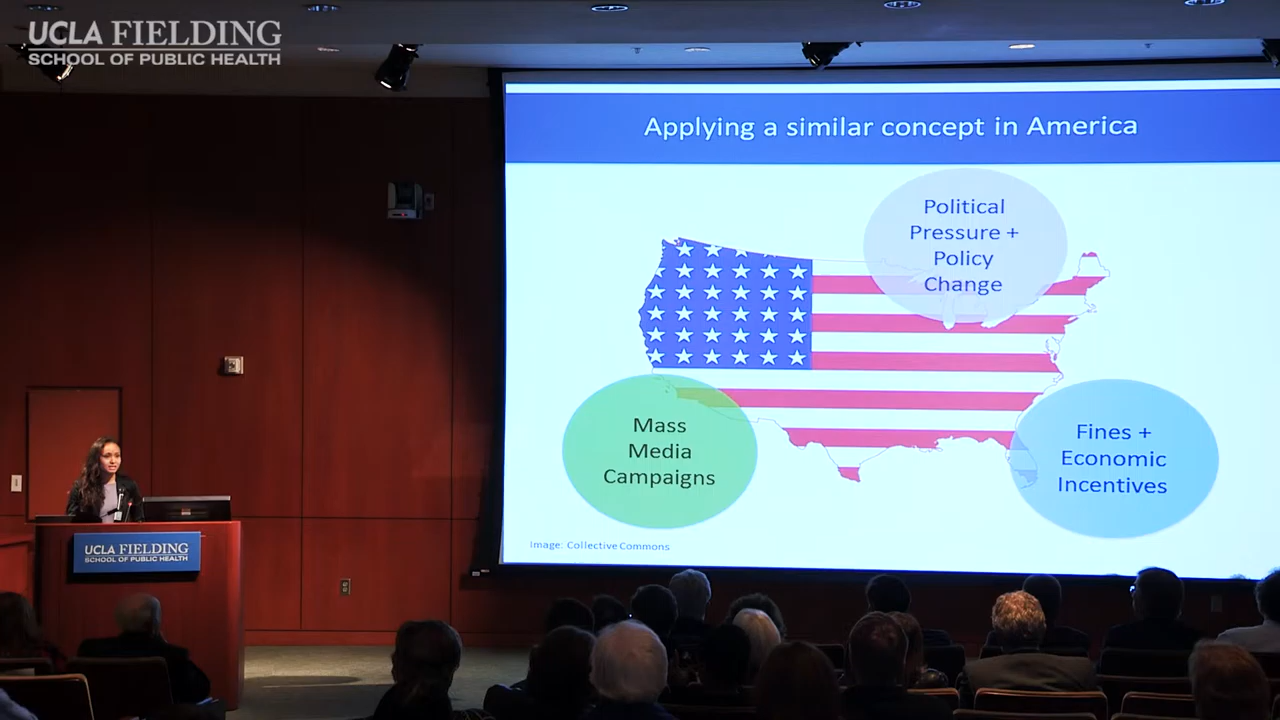 UCLA FIELDING
SCHOOL OF PUBLIC HEALTH
Applying a similar concept in America
Political
Pressure +
Policy
Change
Mass
Media
Campaigns
Fines +
Economic
Incentives
Image: Collective Commons
UCLA FIELDING
SCHOOL OF PUBLIC HEALTH